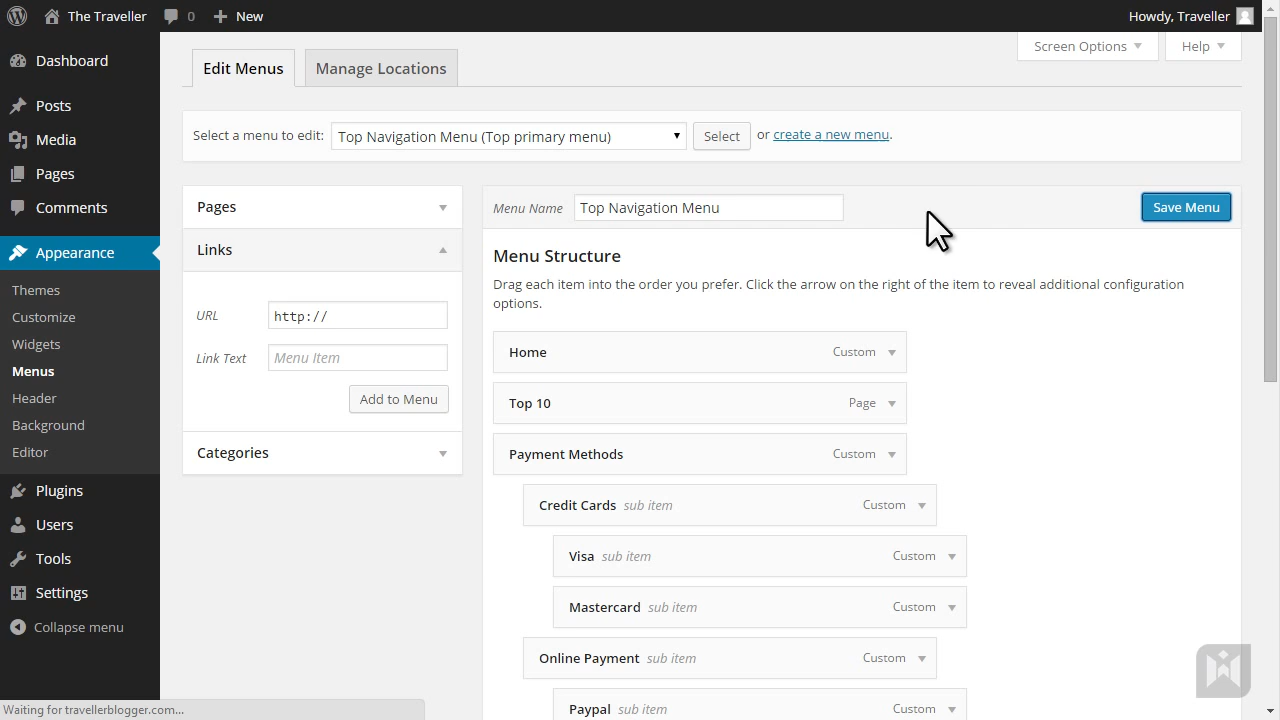 The Traveller 0 New Howdy, Traveller
Dashboard
Posts
Media
Pages
Comments
Appearance
Themes
Customize
Widgets
Menus
Header
Background
Editor
Plugins
Users
Tools
Settings
Collapse menu
Screen Options Help
Edit Menus Manage Locations
Select a menu to edit: Top Navigation Menu (Top primary menu) Select or create a new menu.
Pages
Links
URL http://
Link Text Menu Item
Add to Menu
Categories
Menu Name Top Navigation Menu Save Menu
Menu Structure
Drag each item into the order you prefer. Click the arrow on the right of the item to reveal additional configuration
options.
Home Custom
Top 10 Page
Payment Methods Custom
Credit Cards sub item Custom
Visa sub item Custom
Mastercard sub item Custom
Online Payment sub item Custom
Paypal sub item Custom
Waiting for travellerblogger.com...